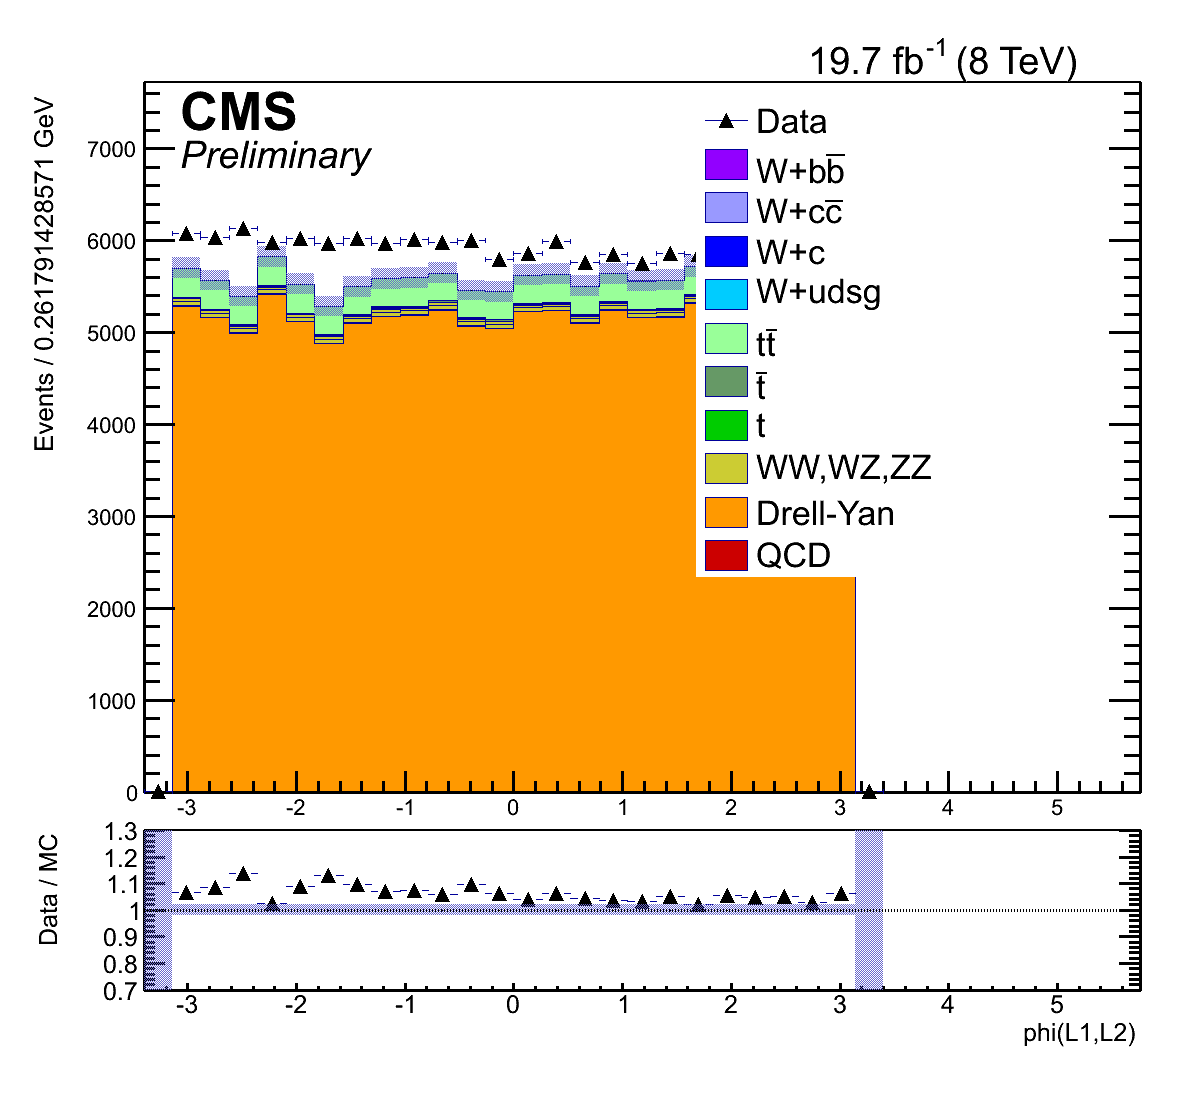 19.7 fb⁻¹ (8 TeV)
CMS
Preliminary
Events / 0.261791428571 GeV
7000
6000
5000
4000
3000
2000
1000
0
Data
W+bb̅
W+cc̅
W+c
W+udsg
tt̅
t̅
t
WW,WZ,ZZ
Drell-Yan
QCD
-3 -2 -1 0 1 2 3 4 5
Data / MC
1.3
1.2
1.1
1
0.9
0.8
0.7
-3 -2 -1 0 1 2 3 4 5
phi(L1,L2)